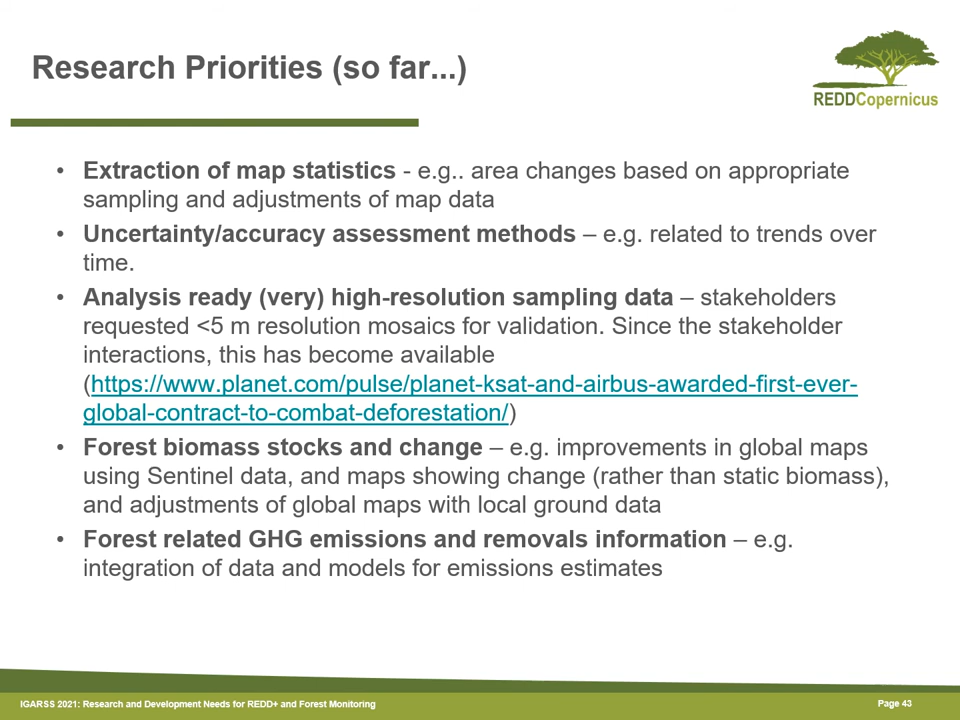 Research Priorities (so far...)
REDDCopernicus
• Extraction of map statistics - e.g.. area changes based on appropriate
sampling and adjustments of map data
• Uncertainty/accuracy assessment methods – e.g. related to trends over
time.
• Analysis ready (very) high-resolution sampling data – stakeholders
requested <5 m resolution mosaics for validation. Since the stakeholder
interactions, this has become available
(https://www.planet.com/pulse/planet-ksat-and-airbus-awarded-first-ever-
global-contract-to-combat-deforestation/)
• Forest biomass stocks and change – e.g. improvements in global maps
using Sentinel data, and maps showing change (rather than static biomass),
and adjustments of global maps with local ground data
• Forest related GHG emissions and removals information – e.g.
integration of data and models for emissions estimates
IGARSS 2021: Research and Development Needs for REDD+ and Forest Monitoring
Page 43